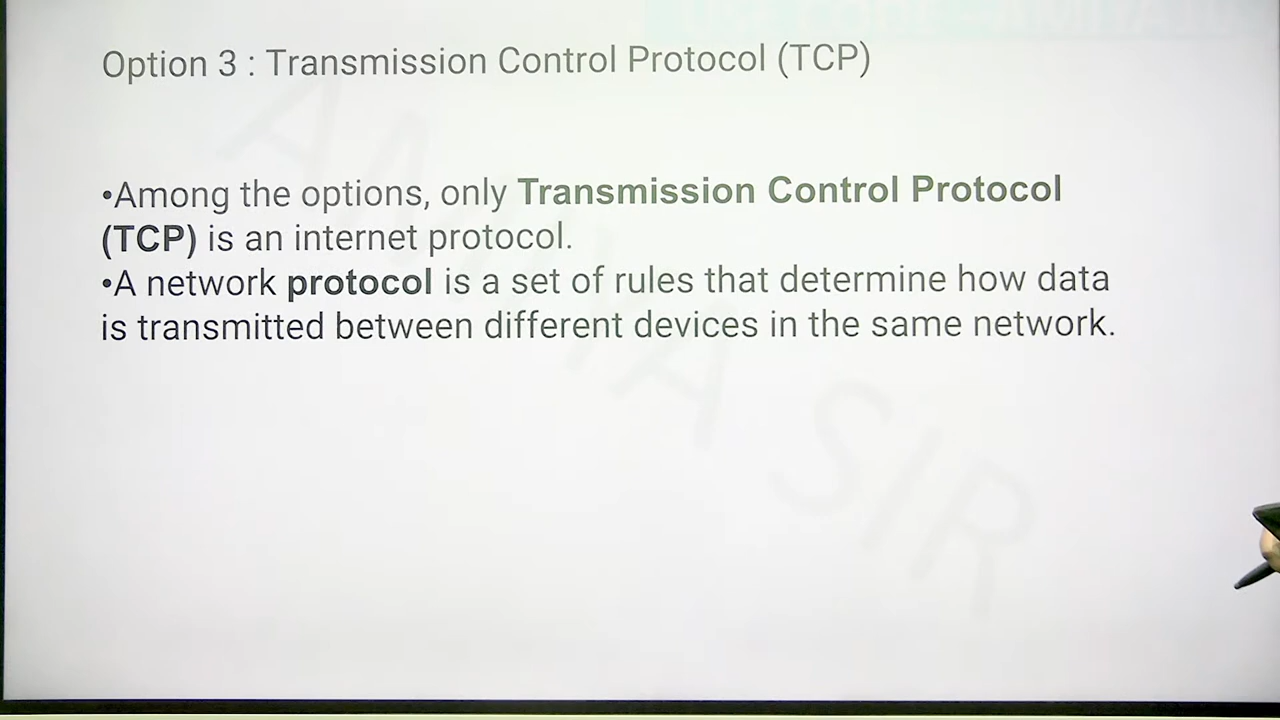 Option 3 : Transmission Control Protocol (TCP)
•Among the options, only Transmission Control Protocol
(TCP) is an internet protocol.
•A network protocol is a set of rules that determine how data
is transmitted between different devices in the same network.
SIR